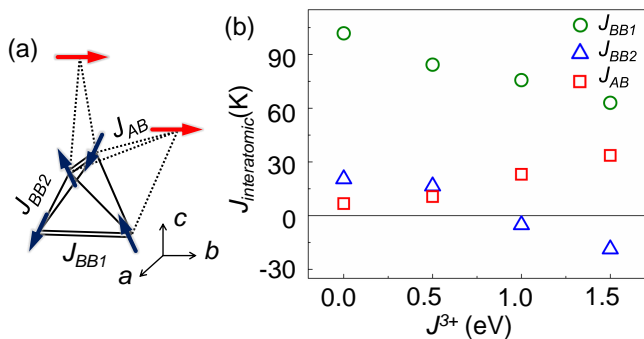 (a)
J_AB
J_BB2
J_BB1
c
b
a
(b)
J_interatomic(K)
90
60
30
0
-30
0.0 0.5 1.0 1.5
J^3+ (eV)
J_BB1
J_BB2
J_AB